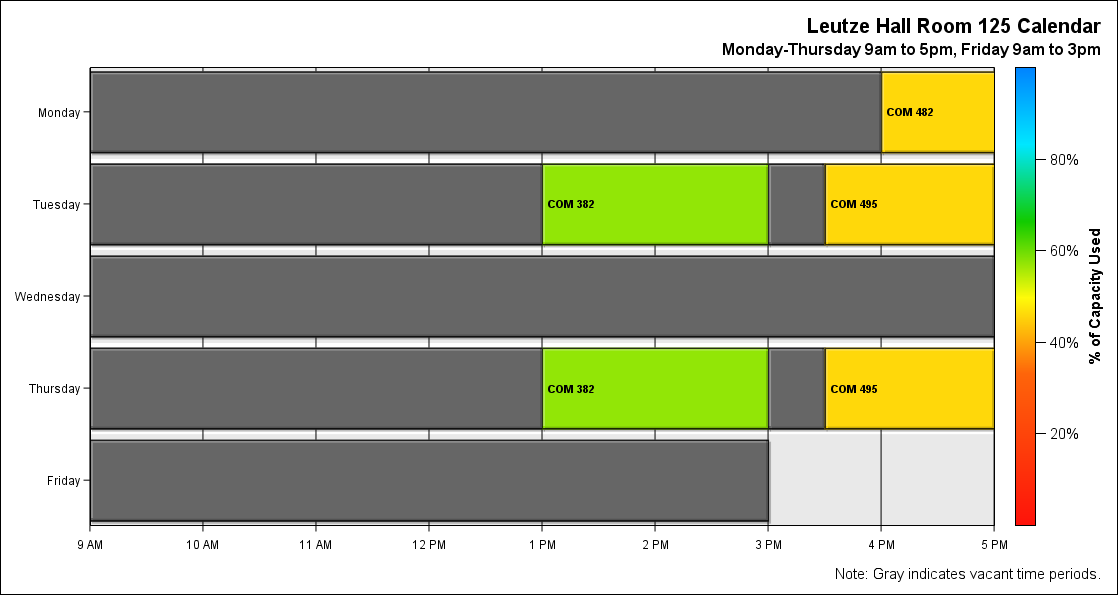 Leutze Hall Room 125 Calendar
Monday-Thursday 9am to 5pm, Friday 9am to 3pm
Monday
COM 482
Tuesday
COM 382
COM 495
Wednesday
Thursday
COM 382
COM 495
Friday
9 AM
10 AM
11 AM
12 PM
1 PM
2 PM
3 PM
4 PM
5 PM
80%
60%
40%
20%
% of Capacity Used
Note: Gray indicates vacant time periods.